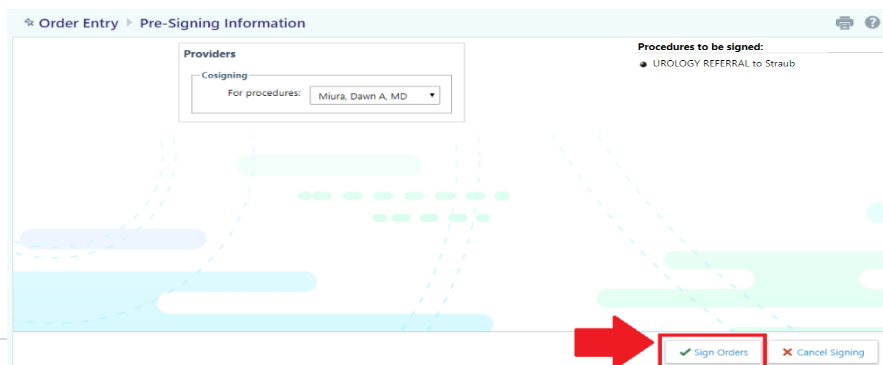 Order Entry Pre-Signing Information
Providers
Cosigning
For procedures: Miura, Dawn A, MD
Procedures to be signed:
UROLOGY REFERRAL to Straub
Sign Orders
Cancel Signing